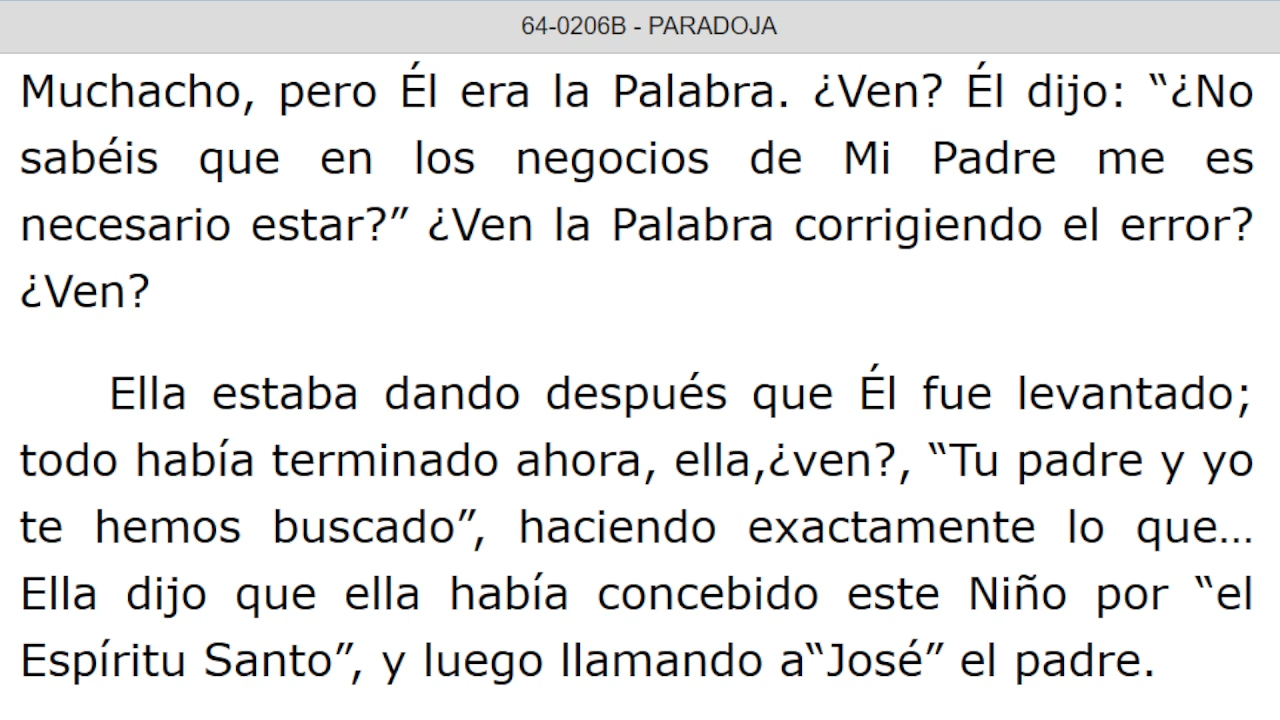 64-0206B - PARADOJA
Muchacho, pero Él era la Palabra. ¿Ven? Él dijo: “¿No
sabéis que en los negocios de Mi Padre me es
necesario estar?” ¿Ven la Palabra corrigiendo el error?
¿Ven?
Ella estaba dando después que Él fue levantado;
todo había terminado ahora, ella,¿ven?, “Tu padre y yo
te hemos buscado”, haciendo exactamente lo que...
Ella dijo que ella había concebido este Niño por “el
Espíritu Santo”, y luego llamando a“José” el padre.